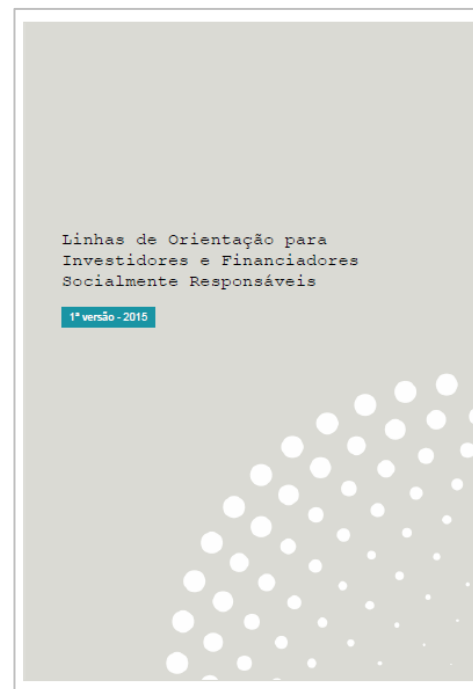 Linhas de Orientação para
Investidores e Financiadores
Socialmente Responsáveis
1ª versão - 2015